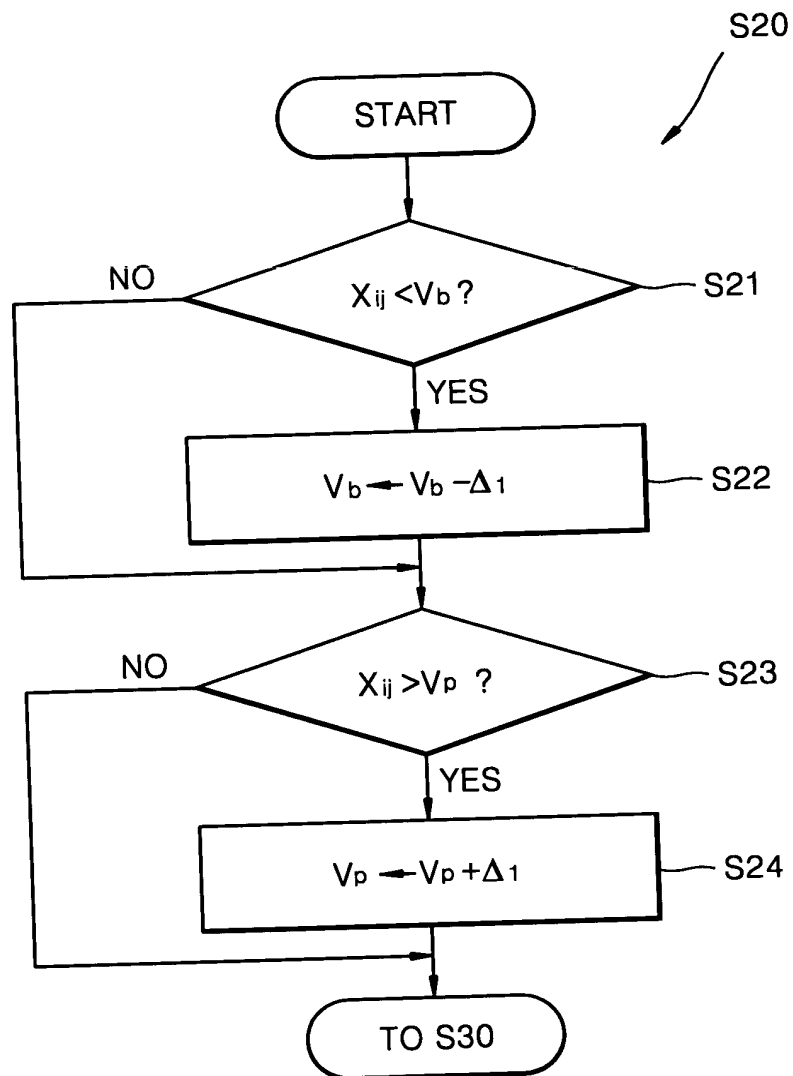 S20
START
Xij <Vb ?
S21
NO
YES
Vb ← Vb -Δ1
S22
Xij >Vp ?
S23
NO
YES
Vp ← Vp +Δ1
S24
TO S30